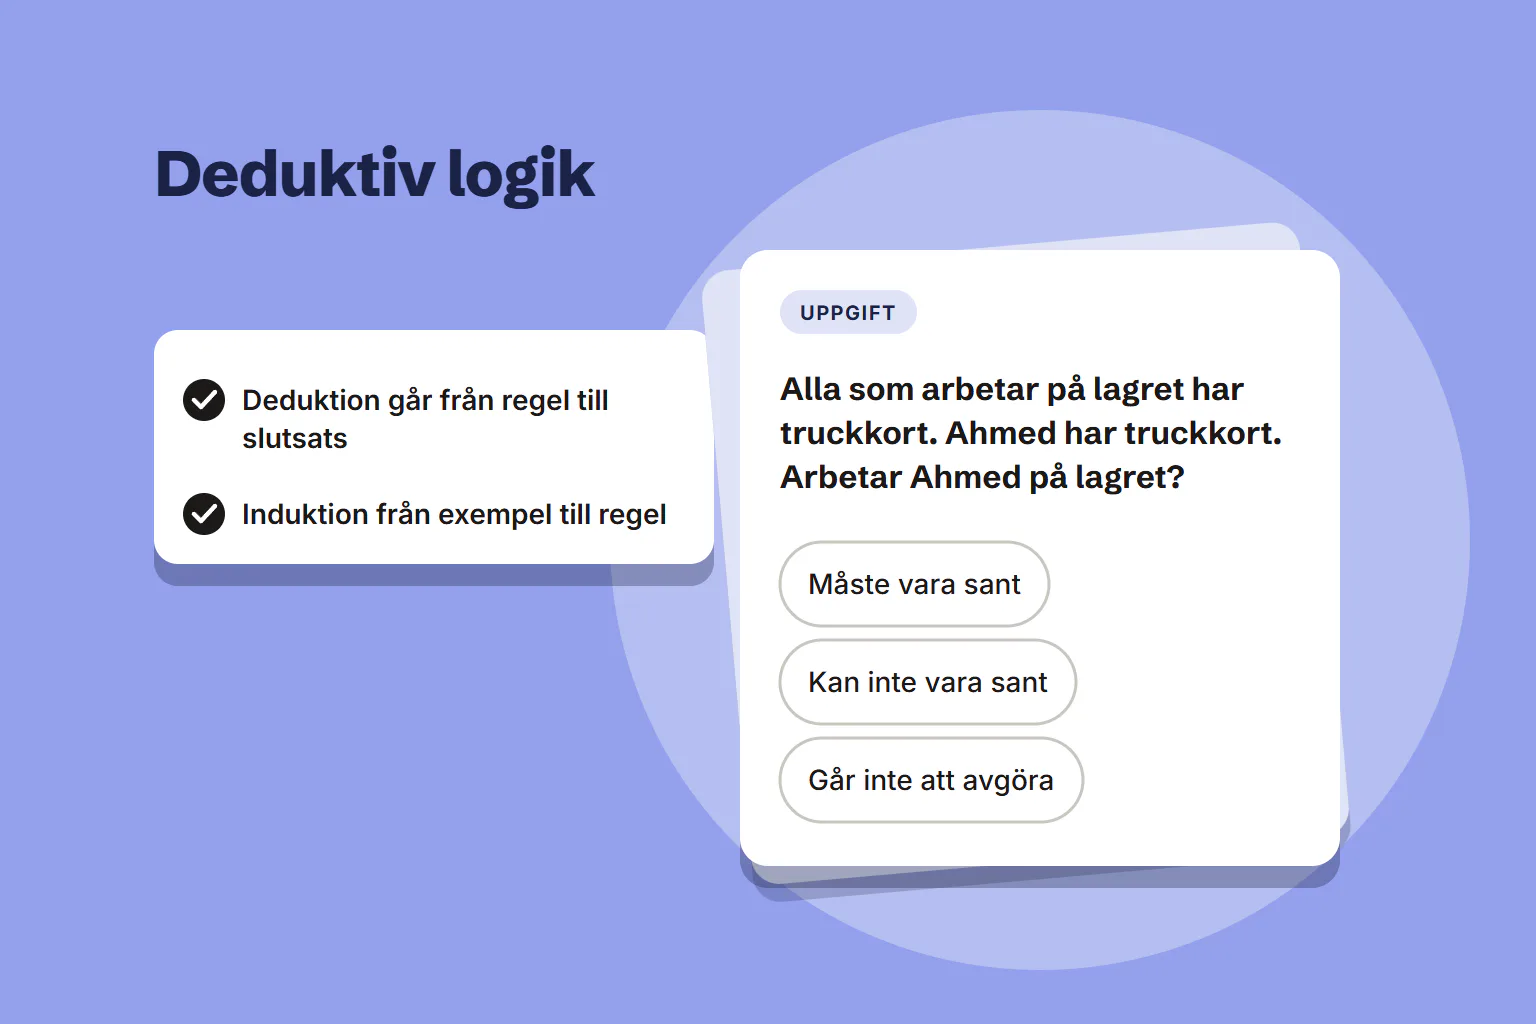 Deduktiv logik
Deduktion går från regel till
slutsats
Induktion från exempel till regel
UPPGIFT
Alla som arbetar på lagret har
truckkort. Ahmed har truckkort.
Arbetar Ahmed på lagret?
Måste vara sant
Kan inte vara sant
Går inte att avgöra